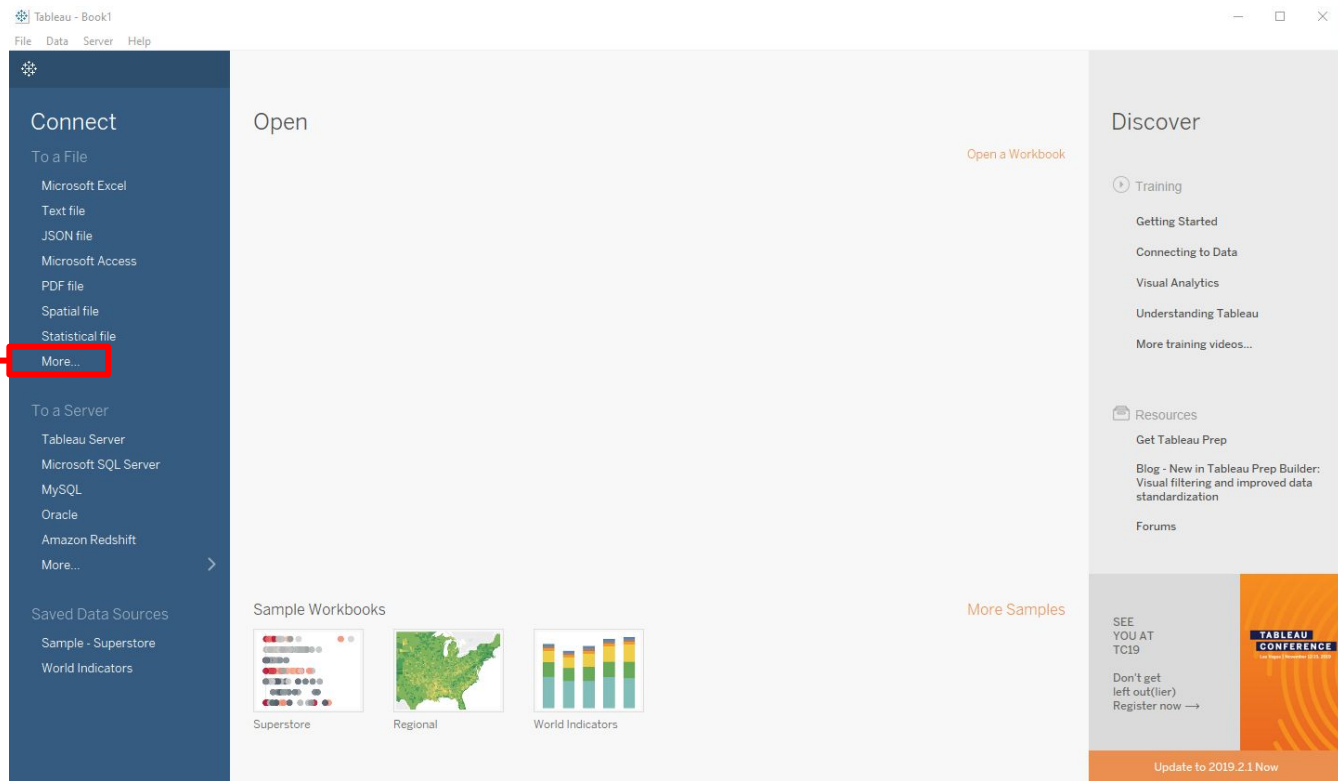 Tableau - Book1
File Data Server Help
Connect
To a File
Microsoft Excel
Text file
JSON file
Microsoft Access
PDF file
Spatial file
Statistical file
More...
To a Server
Tableau Server
Microsoft SQL Server
MySQL
Oracle
Amazon Redshift
More...
Saved Data Sources
Sample - Superstore
World Indicators
Open
Open a Workbook
Sample Workbooks
More Samples
Superstore
Regional
World Indicators
Discover
Training
Getting Started
Connecting to Data
Visual Analytics
Understanding Tableau
More training videos...
Resources
Get Tableau Prep
Blog - New in Tableau Prep Builder:
Visual filtering and improved data
standardization
Forums
SEE
YOU AT
TC19
Don't get
left out(lier)
Register now →
TABLEAU
CONFERENCE
Update to 2019.2.1 Now